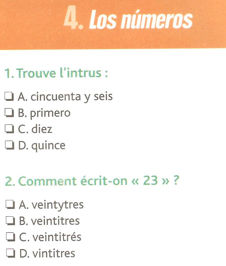 4. Los números
1. Trouve l'intrus :
❏ A. cincuenta y seis
❏ B. primero
❏ C. diez
❏ D. quince
2. Comment écrit-on « 23 » ?
❏ A. veintytres
❏ B. veintitres
❏ C. veintitrés
❏ D. vintitres